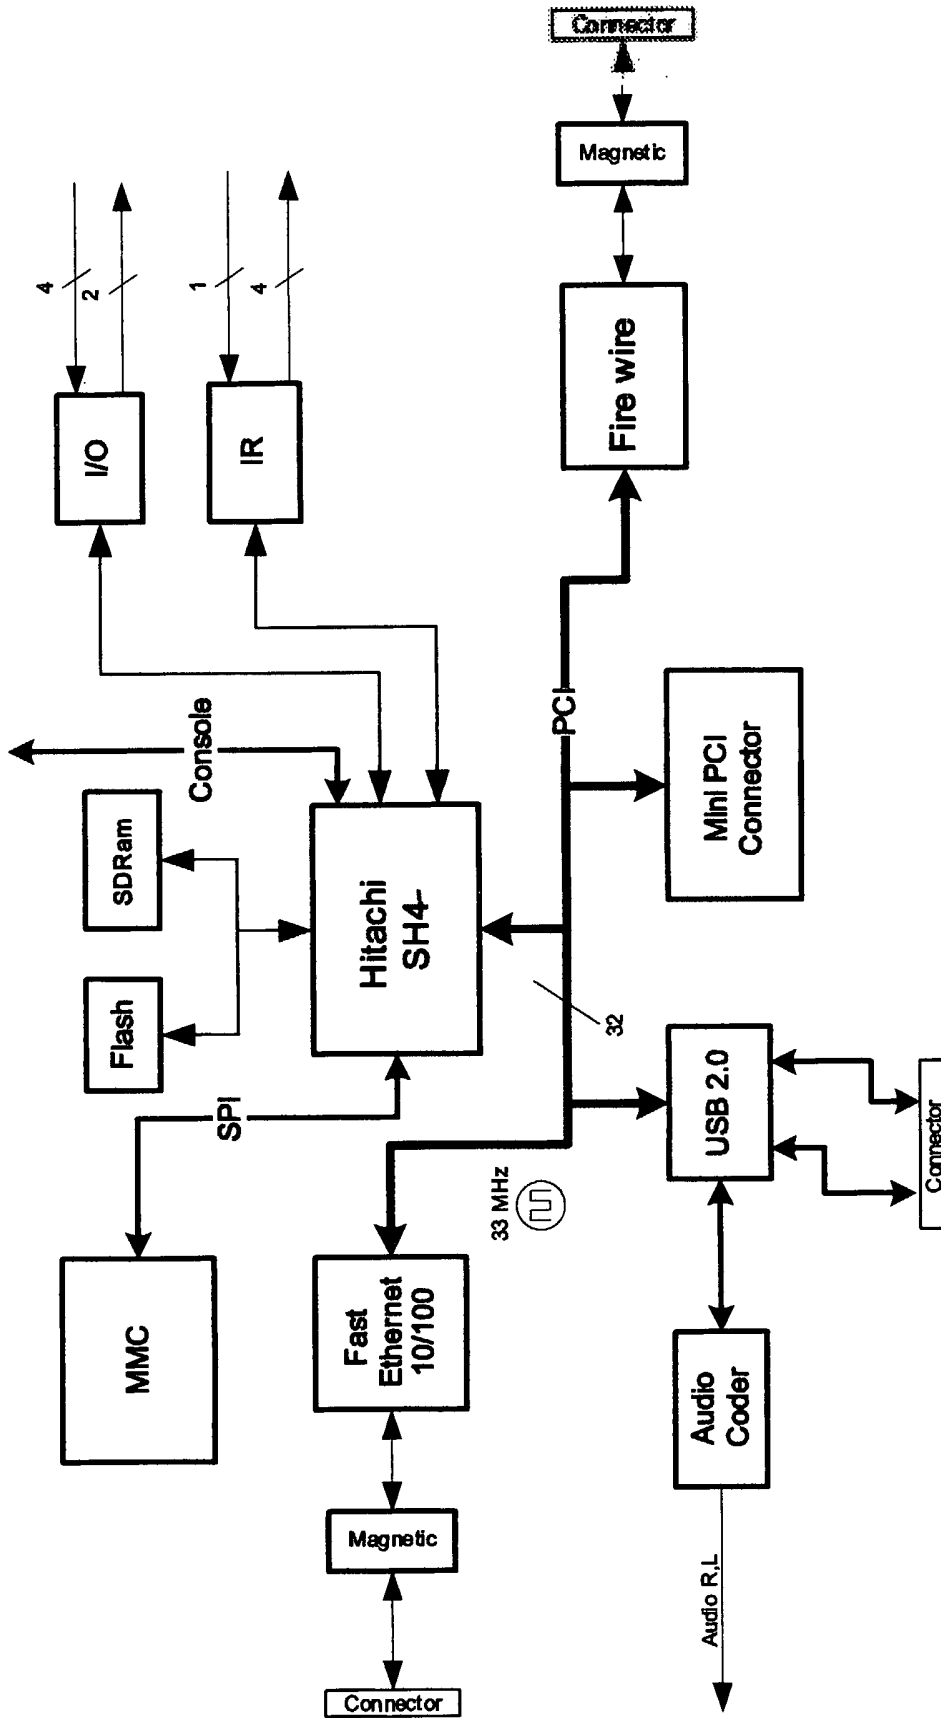 Connector
Magnetic
4
2
1
4
I/O
IR
Fire wire
Console
PCI
SDRam
Flash
Hitachi
SH4-
Mini PCI
Connector
32
SPI
USB 2.0
33 MHz
MMC
Fast
Ethernet
10/100
Connector
Audio
Coder
Magnetic
Audio R,L
Connector